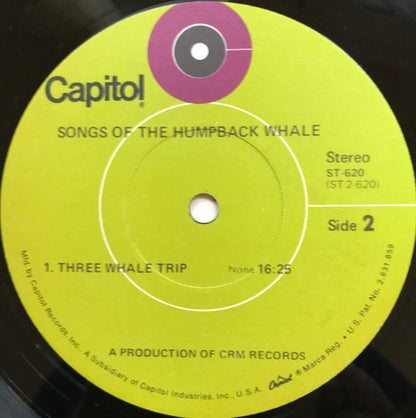 Capitol
®
SONGS OF THE HUMPBACK WHALE
Stereo
ST-620
(ST 2-620)
Side 2
1. THREE WHALE TRIP None 16:25
A PRODUCTION OF CRM RECORDS
Mfd. by Capitol Records, Inc. A Subsidiary of Capitol Industries, Inc., U.S.A. Capitol ® Marca Reg. • U.S. Pat. No. 2,631,859